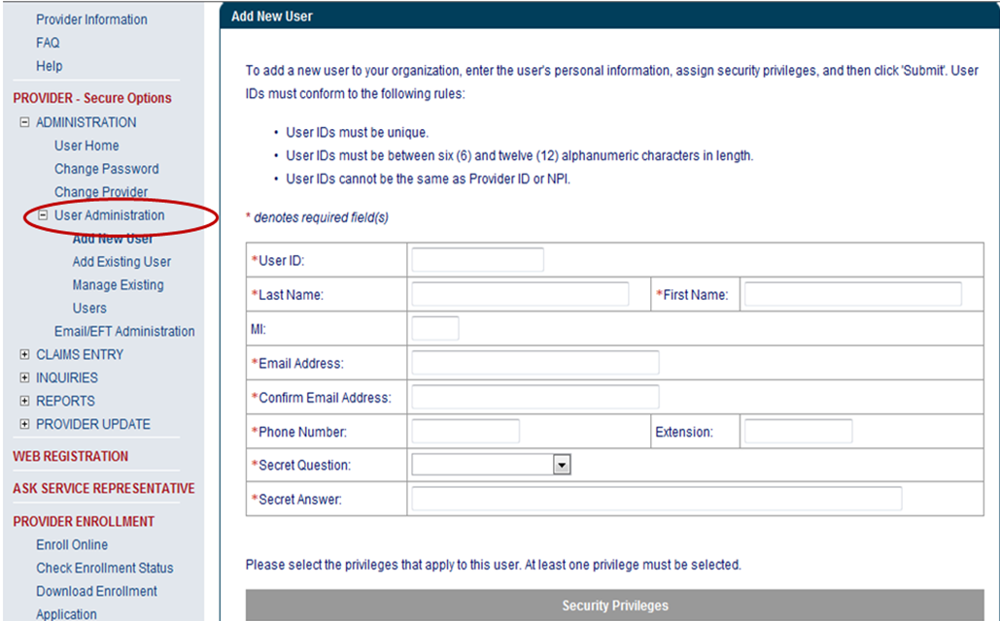 Provider Information
FAQ
Help
PROVIDER - Secure Options
ADMINISTRATION
User Home
Change Password
Change Provider
User Administration
Add New User
Add Existing User
Manage Existing
Users
Email/EFT Administration
CLAIMS ENTRY
INQUIRIES
REPORTS
PROVIDER UPDATE
WEB REGISTRATION
ASK SERVICE REPRESENTATIVE
PROVIDER ENROLLMENT
Enroll Online
Check Enrollment Status
Download Enrollment
Application
Add New User
To add a new user to your organization, enter the user's personal information, assign security privileges, and then click 'Submit'. User
IDs must conform to the following rules:
• User IDs must be unique.
• User IDs must be between six (6) and twelve (12) alphanumeric characters in length.
• User IDs cannot be the same as Provider ID or NPI.
* denotes required field(s)
*User ID:
*Last Name: *First Name:
MI:
*Email Address:
*Confirm Email Address:
*Phone Number: Extension:
*Secret Question:
*Secret Answer:
Please select the privileges that apply to this user. At least one privilege must be selected.
Security Privileges